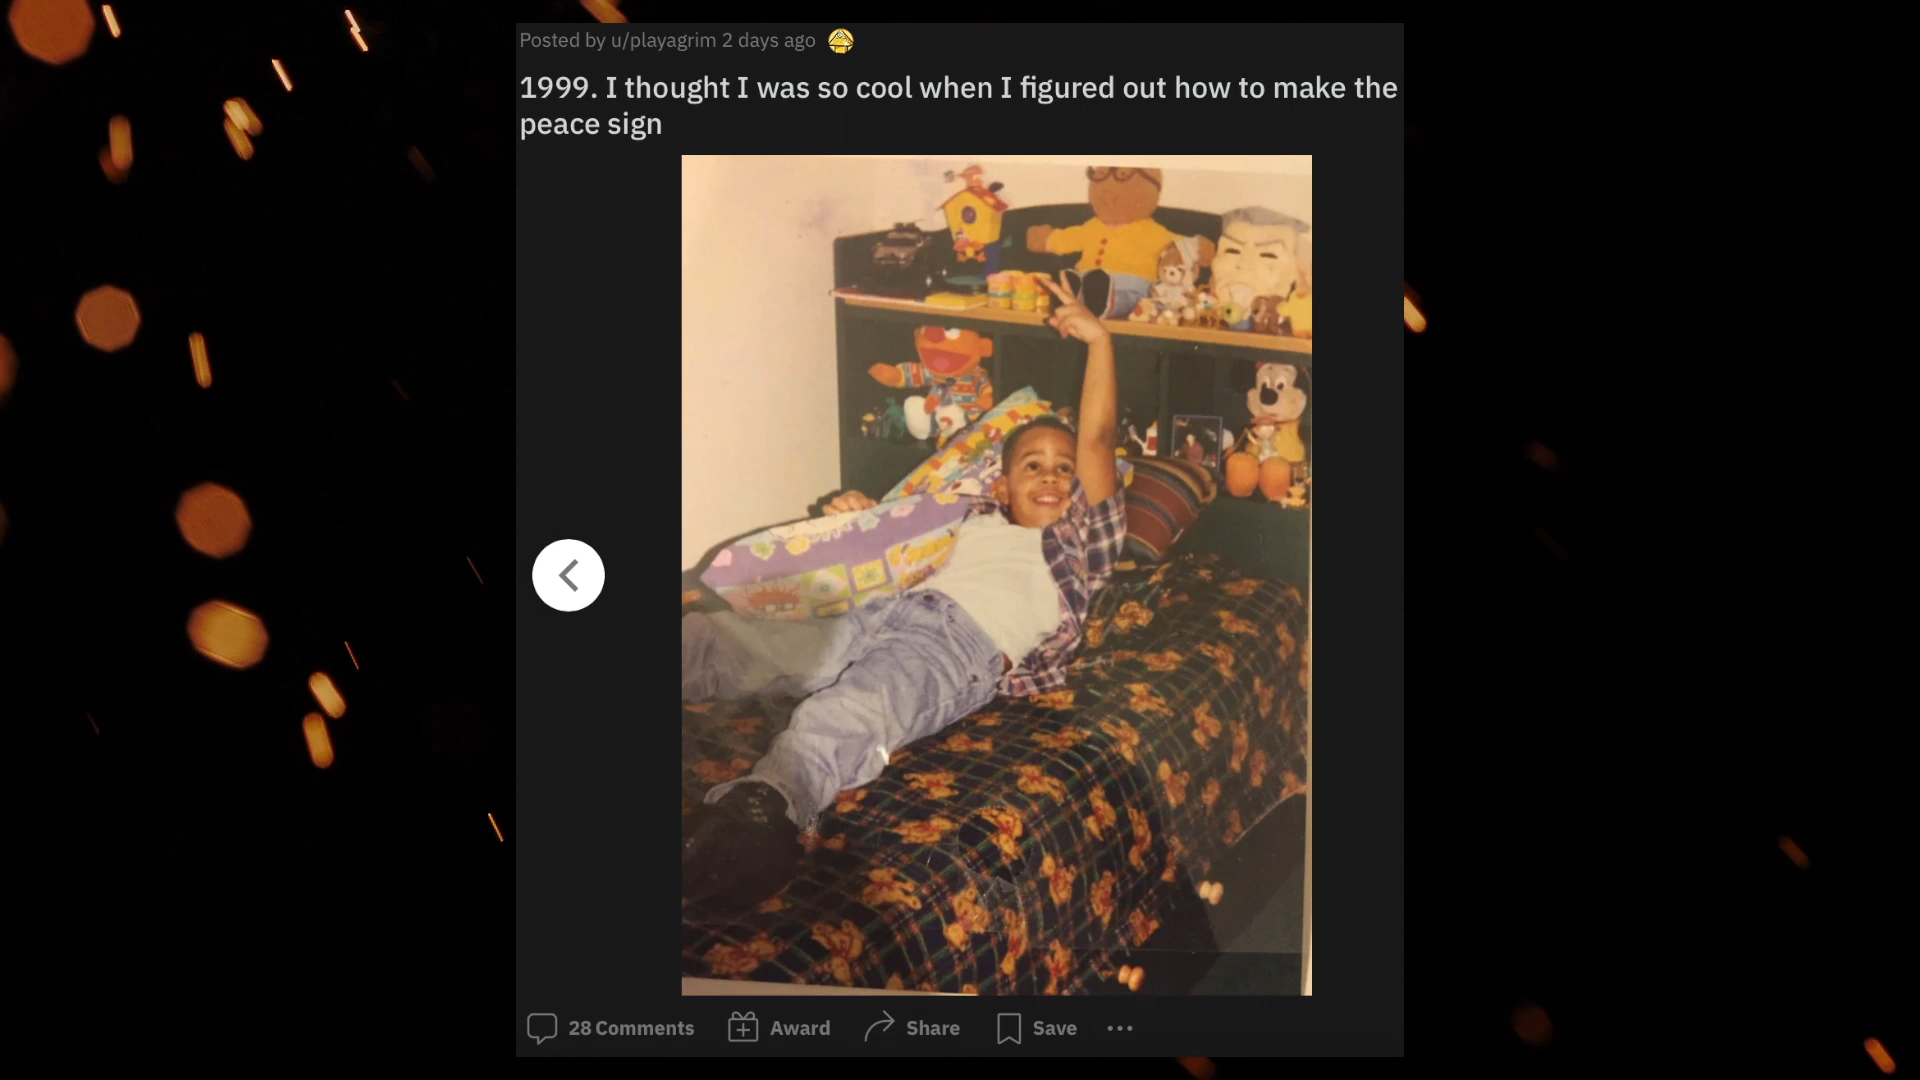 Posted by u/playagrim 2 days ago
1999. I thought I was so cool when I figured out how to make the
peace sign
28 Comments Award Share Save